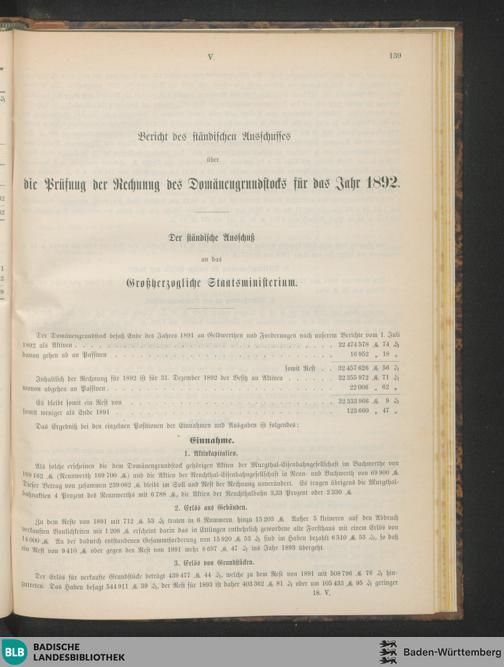 V. 159
Bericht des ständischen Ausschusses
über
die Prüfung der Rechnung des Domänengrundstocks für das Jahr 1892.
Der ständische Ausschuß
an das
Großherzogliche Staatsministerium.
Der Domänengrundstock besaß Ende des Jahres 1891 an Geldwerthen und Forderungen nach unserem Berichte vom 1. Juli
1892 als Aktiven . . . 32 474 578 ℳ 74 ₰
davon gehen ab an Passiven . . . 16 952 „ 18 „
somit Rest . . 32 457 626 ℳ 56 ₰
Inhaltlich der Rechnung für 1892 ist für 31. Dezember 1892 der Besitz an Aktiven . . . 32 355 972 ℳ 71 ₰
wovon abgehen an Passiven . . . 22 006 „ 62 „
Es bleibt somit ein Rest von . . . 32 333 966 ℳ 9 ₰
somit weniger als Ende 1891 . . . 123 660 „ 47 „
Das Ergebniß bei den einzelnen Positionen der Einnahmen und Ausgaben ist folgendes:
Einnahme.
1. Aktivkapitalien.
Als solche erscheinen die dem Domänengrundstock gehörigen Aktien der Murgthal-Eisenbahngesellschaft im Buchwerthe von
169 162 ℳ (Nennwerth 169 700 ℳ) und die Aktien der Renchthal-Eisenbahngesellschaft in Nenn- und Buchwerth von 69 900 ℳ
Dieser Betrag von zusammen 239 062 ℳ bleibt im Soll und Rest der Rechnung unverändert. Es trugen übrigens die Murgthal-
bahnaktien 4 Prozent des Nennwerths mit 6 788 ℳ, die Aktien der Renchthalbahn 3,33 Prozent oder 2 330 ℳ
2. Erlös aus Gebäuden.
Zu dem Reste von 1891 mit 712 ℳ 53 ₰ traten in 6 Nummern hinzu 15 203 ℳ Außer 5 kleineren auf den Abbruch
verkauften Baulichkeiten mit 1 208 ℳ erscheint darin das in Ettlingen entbehrlich gewordene alte Forsthaus mit einem Erlös von
14 000 ℳ An der dadurch entstandenen Gesammtforderung von 15 920 ℳ 53 ₰ sind im Haben bezahlt 6 510 ℳ 53 ₰, so daß
ein Rest von 9 410 ℳ oder gegen den Rest von 1891 mehr 8 697 ℳ 47 ₰ ins Jahr 1893 übergeht.
3. Erlös von Grundstücken.
Der Erlös für verkaufte Grundstücke beträgt 439 477 ℳ 44 ₰, welche zu dem Rest von 1891 mit 508 796 ℳ 76 ₰ hin-
zutreten. Das Haben besagt 544 911 ℳ 39 ₰, der Rest für 1893 ist daher 403 362 ℳ 81 ₰ oder um 105 433 ℳ 95 ₰ geringer
18. V.
BLB BADISCHE
LANDESBIBLIOTHEK
Baden-Württemberg